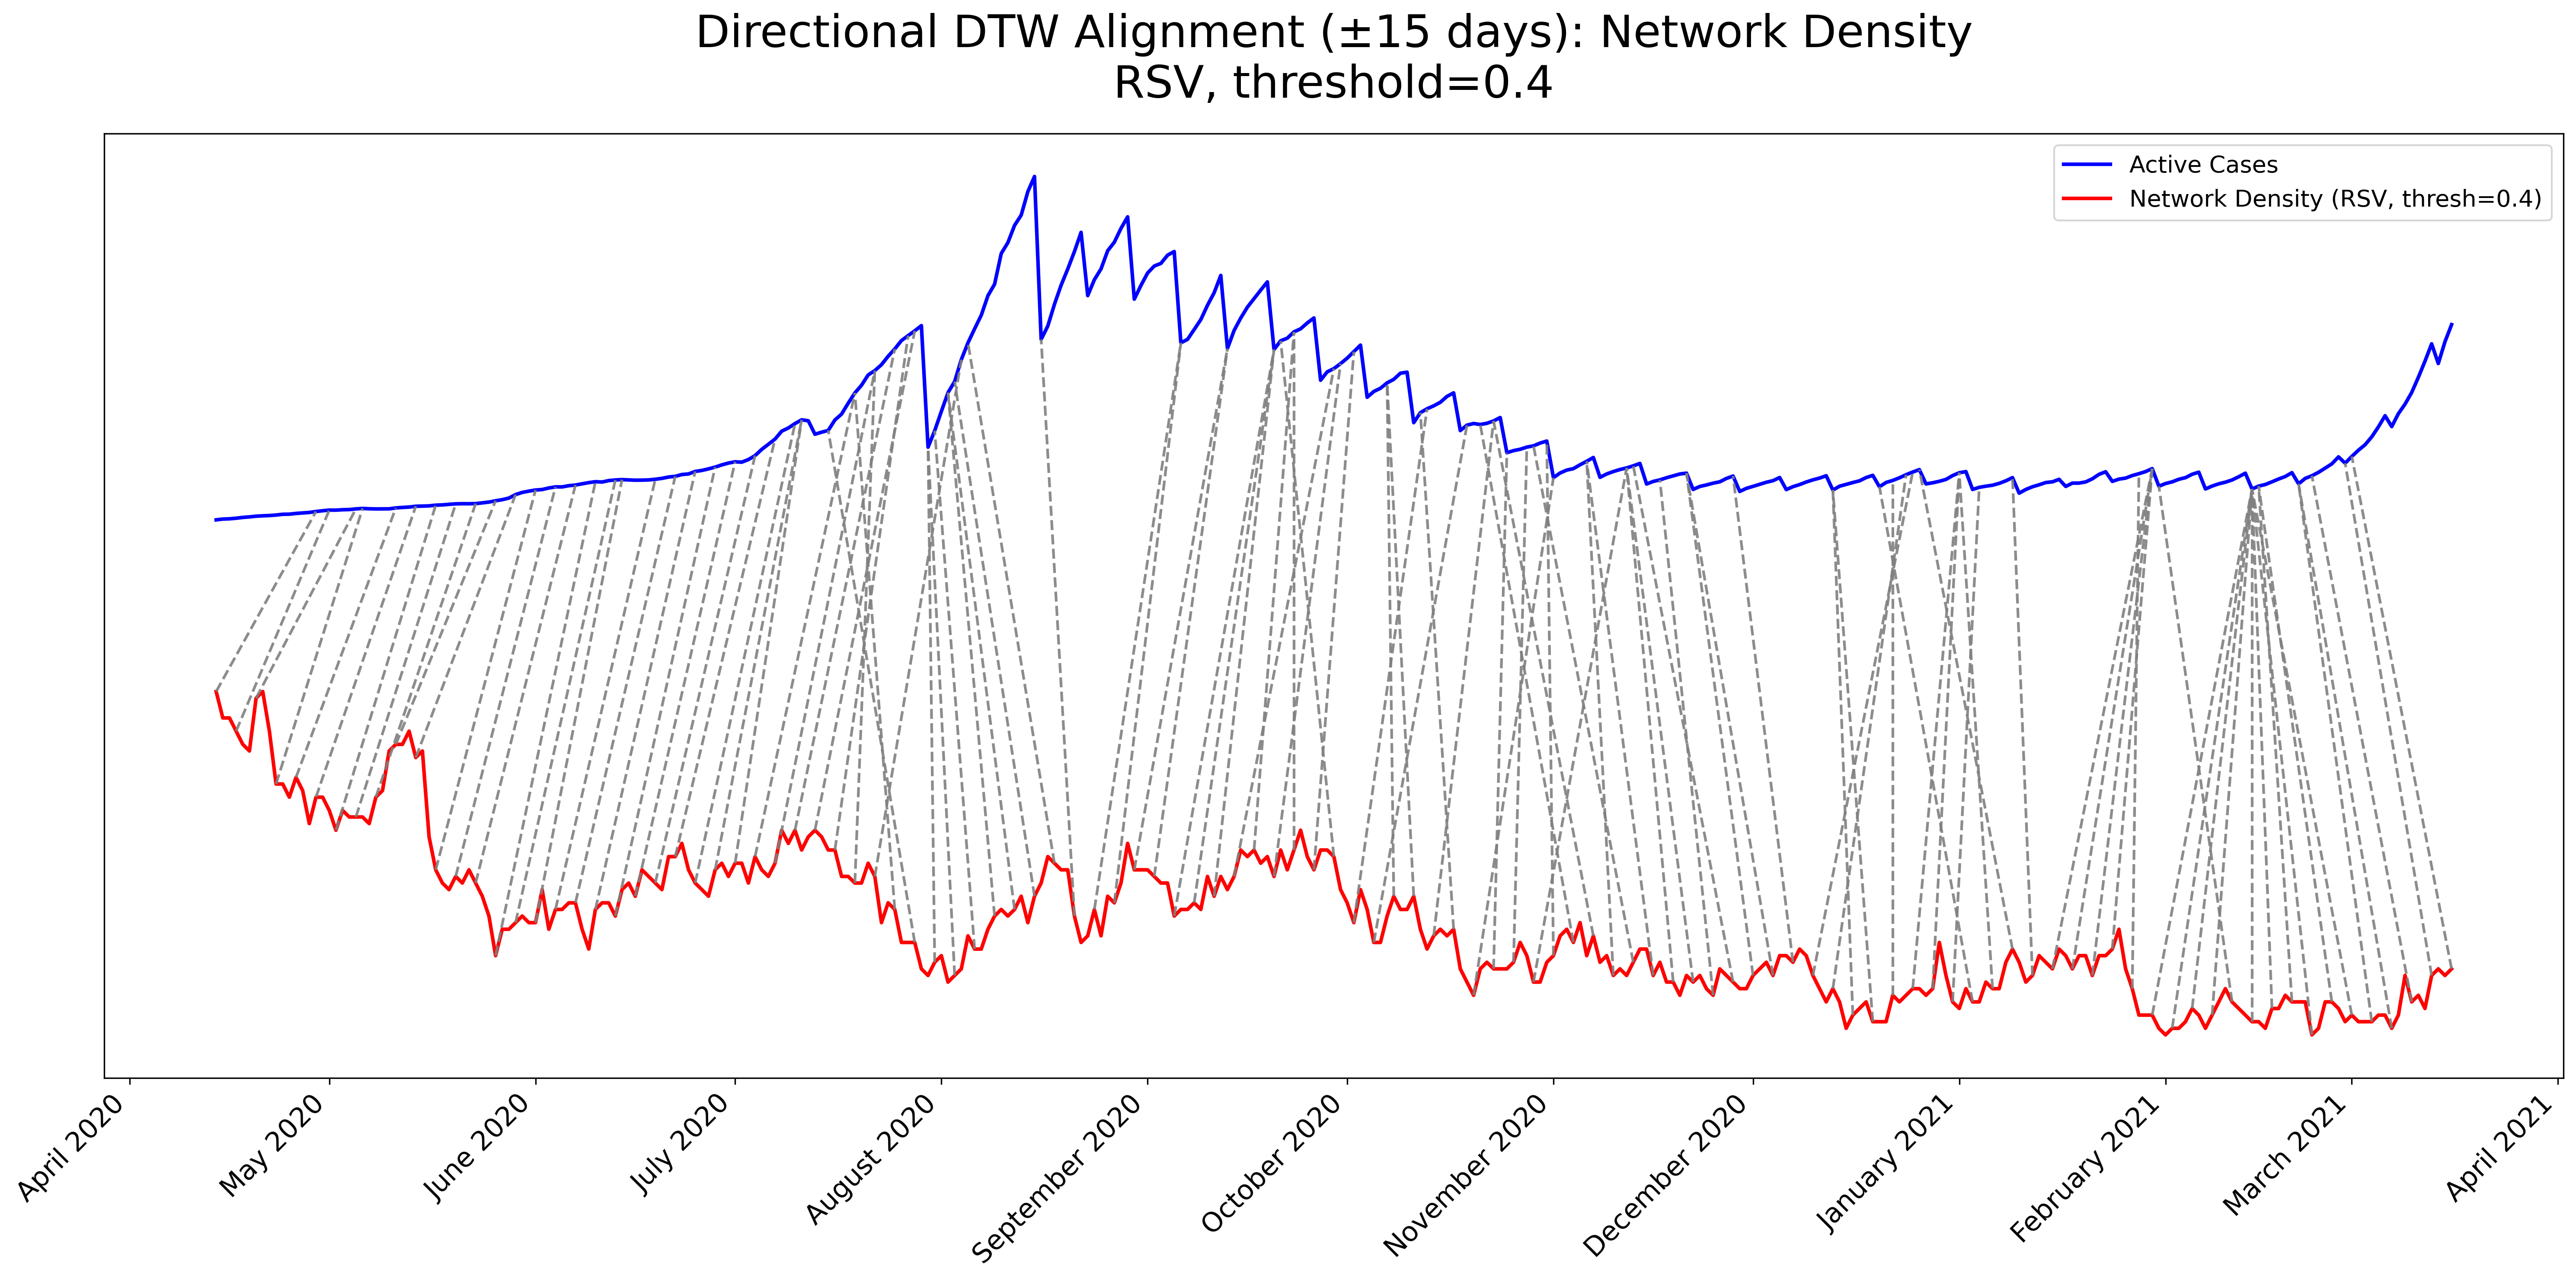 Directional DTW Alignment (±15 days): Network Density
RSV, threshold=0.4
Active Cases
Network Density (RSV, thresh=0.4)
April 2020
May 2020
June 2020
July 2020
August 2020
September 2020
October 2020
November 2020
December 2020
January 2021
February 2021
March 2021
April 2021